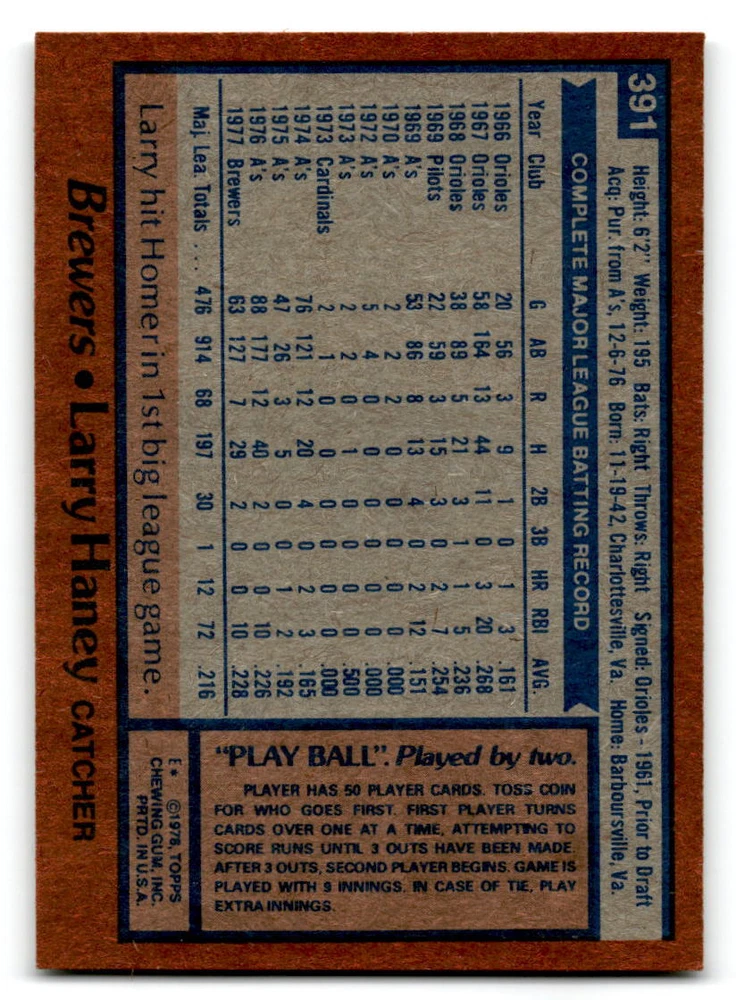 391
Height: 6'2" Weight: 195 Bats: Right Throws: Right Signed: Orioles - 1961, Prior to Draft
Acq: Pur. from A's, 12-6-76 Born: 11-19-42, Charlottesville, Va. Home: Barboursville, Va.
COMPLETE MAJOR LEAGUE BATTING RECORD
Year Club G AB R H 2B 3B HR RBI AVG.
1966 Orioles 20 56 3 9 1 0 1 3 .161
1967 Orioles 58 164 13 44 11 0 3 20 .268
1968 Orioles 38 89 5 21 3 1 1 5 .236
1969 Pilots 22 59 3 15 3 0 2 7 .254
1969 A's 53 86 8 13 4 0 2 12 .151
1970 A's 2 2 2 0 0 0 0 0 .000
1972 A's 5 4 0 0 0 0 0 0 .000
1973 A's 2 2 0 1 0 0 0 0 .500
1973 Cardinals 2 1 0 0 0 0 0 0 .000
1974 A's 76 121 12 20 4 0 2 3 .165
1975 A's 47 26 3 5 0 0 1 2 .192
1976 A's 88 177 12 40 2 0 0 10 .226
1977 Brewers 63 127 7 29 2 0 0 10 .228
Maj. Lea. Totals ... 476 914 68 197 30 1 12 72 .216
Larry hit Homer in 1st big league game.
Brewers • Larry Haney CATCHER
"PLAY BALL". Played by two.
PLAYER HAS 50 PLAYER CARDS. TOSS COIN
FOR WHO GOES FIRST. FIRST PLAYER TURNS
CARDS OVER ONE AT A TIME, ATTEMPTING TO
SCORE RUNS UNTIL 3 OUTS HAVE BEEN MADE.
AFTER 3 OUTS, SECOND PLAYER BEGINS. GAME IS
PLAYED WITH 9 INNINGS. IN CASE OF TIE, PLAY
EXTRA INNINGS.
E* ©1978, TOPPS
CHEWING GUM, INC.
PRTD. IN U.S.A.